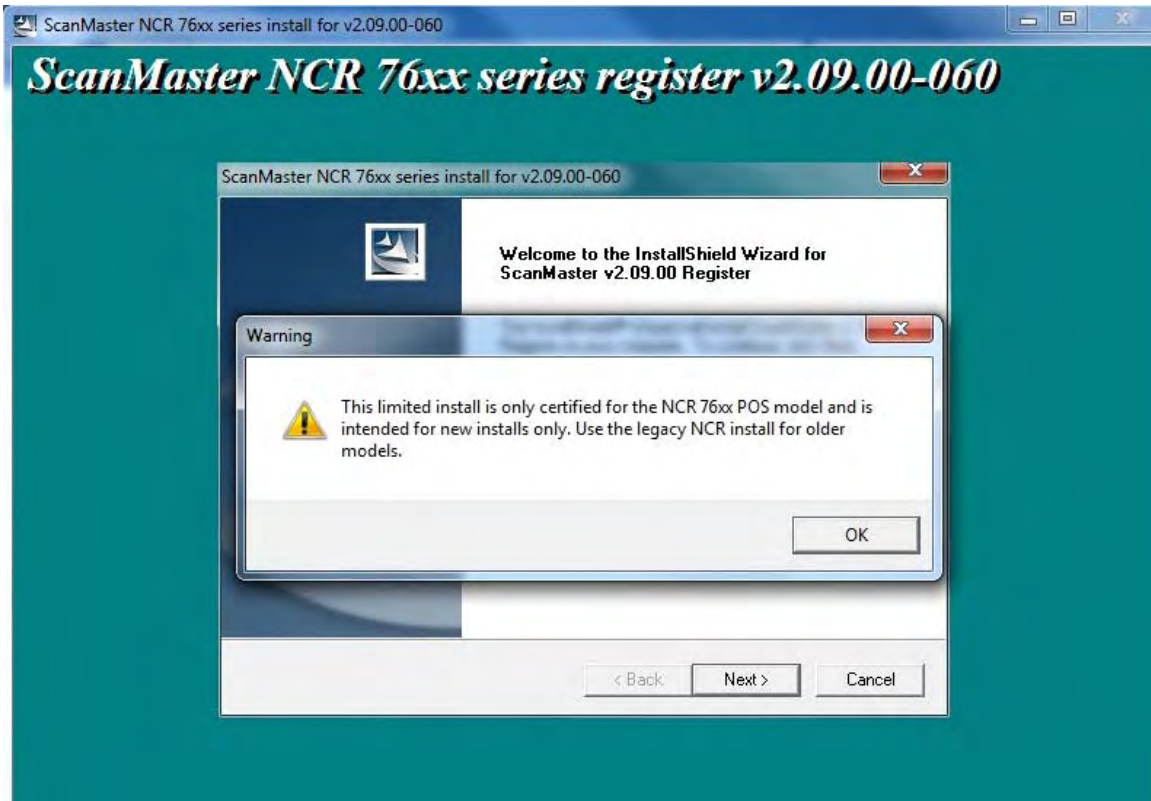 ScanMaster NCR 76xx series install for v2.09.00-060
ScanMaster NCR 76xx series register v2.09.00-060
ScanMaster NCR 76xx series install for v2.09.00-060
Welcome to the InstallShield Wizard for
ScanMaster v2.09.00 Register
Warning
This limited install is only certified for the NCR 76xx POS model and is
intended for new installs only. Use the legacy NCR install for older
models.
OK
< Back
Next >
Cancel